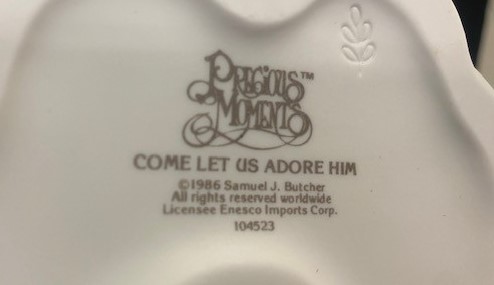 PRECIOUS™
MOMENTS
COME LET US ADORE HIM
©1986 Samuel J. Butcher
All rights reserved worldwide
Licensee Enesco Imports Corp.
104523